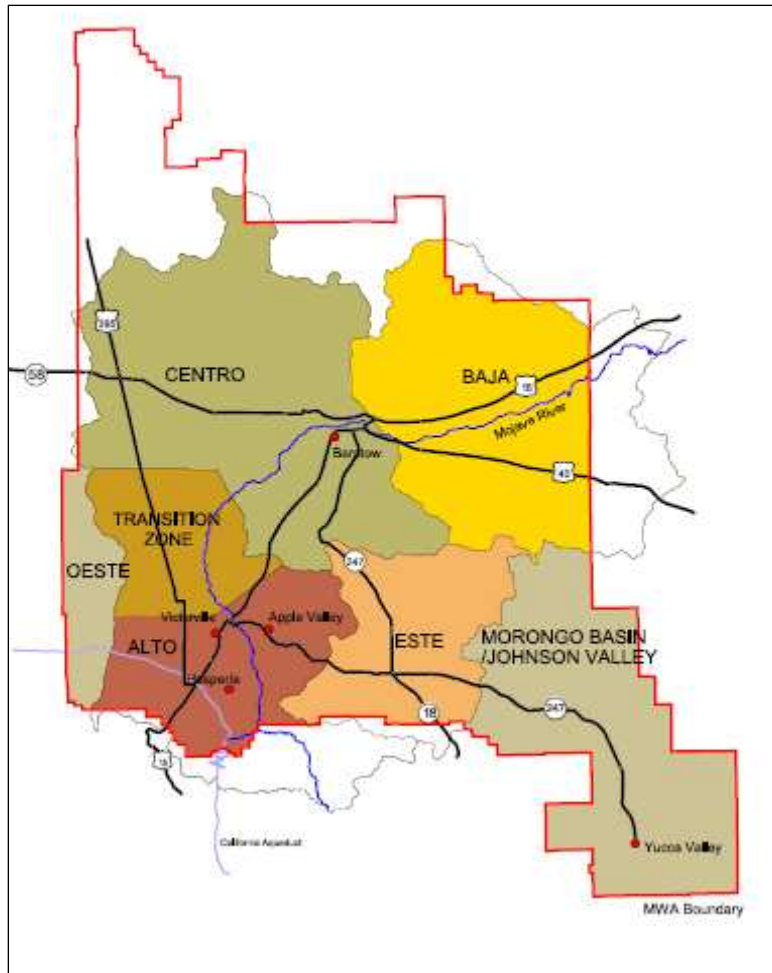 395
58
CENTRO
BAJA
15
Mojave River
Barstow
40
TRANSITION
ZONE
OESTE
247
Victorville
Apple Valley
ALTO
ESTE
MORONGO BASIN
/JOHNSON VALLEY
Hesperia
18
247
15
California Aqueduct
Yucca Valley
MWA Boundary